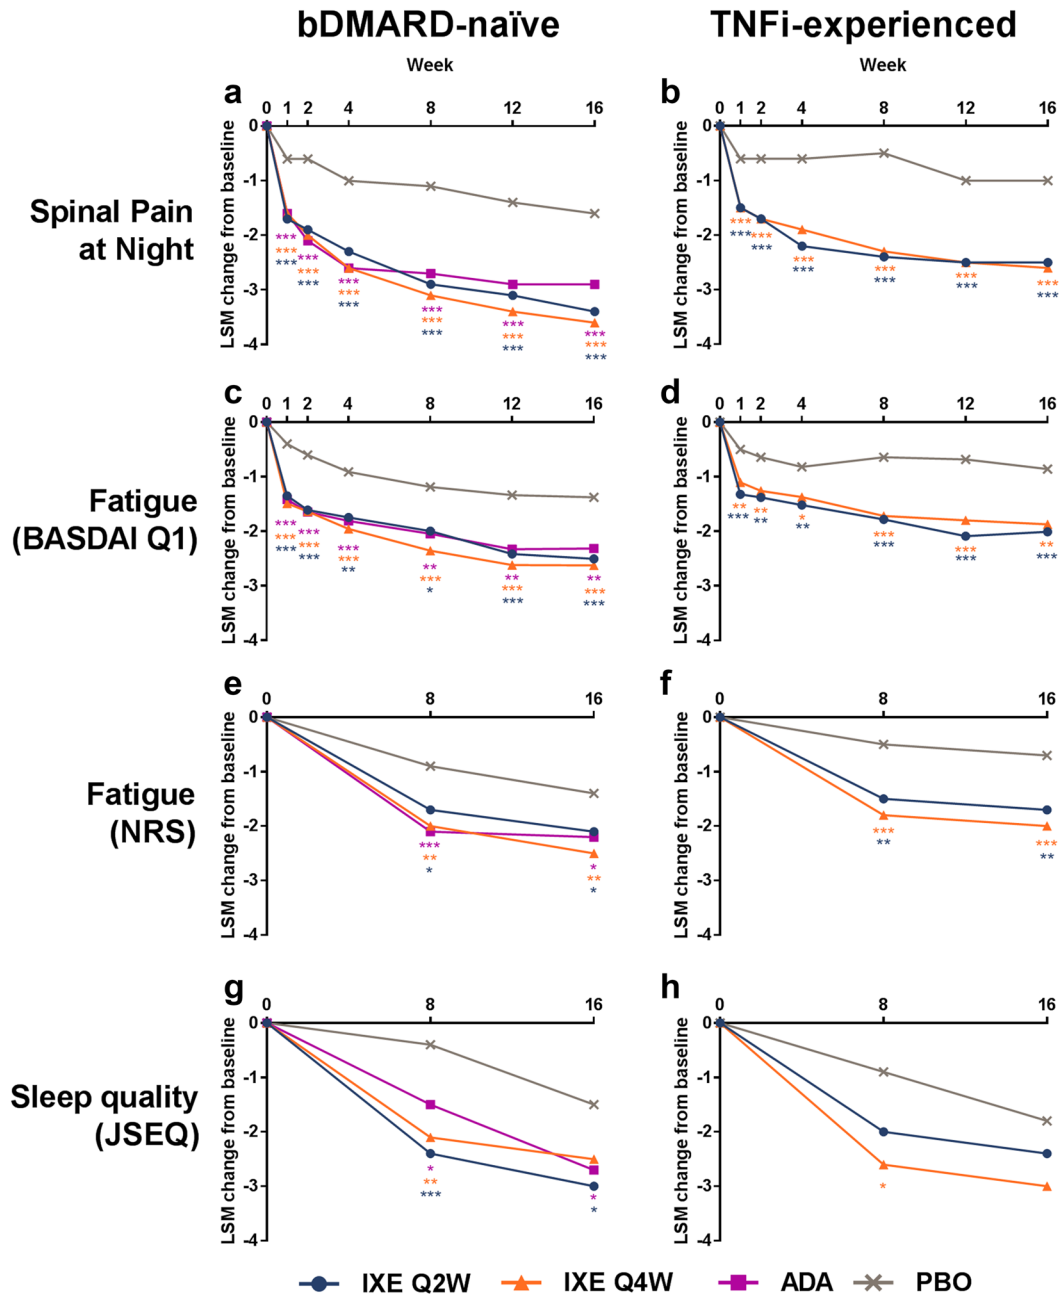 bDMARD-naïve TNFi-experienced
Week Week
a b
0 1 2 4 8 12 16 0 1 2 4 8 12 16
Spinal Pain
at Night
LSM change from baseline
0
-1
-2
-3
-4
*** *** *** *** *** ***
*** *** *** *** *** ***
*** *** *** *** *** ***
LSM change from baseline
0
-1
-2
-3
-4
*** *** *** *** *** ***
*** *** *** *** *** ***
c d
0 1 2 4 8 12 16 0 1 2 4 8 12 16
Fatigue
(BASDAI Q1)
LSM change from baseline
0
-1
-2
-3
-4
*** *** *** ** ** **
*** *** *** *** *** ***
*** *** ** * *** ***
LSM change from baseline
0
-1
-2
-3
-4
** ** * *** *** **
*** ** ** *** *** ***
e f
0 8 16 0 8 16
Fatigue
(NRS)
LSM change from baseline
0
-1
-2
-3
-4
*** *
** **
* *
LSM change from baseline
0
-1
-2
-3
-4
*** ***
** **
g h
0 8 16 0 8 16
Sleep quality
(JSEQ)
LSM change from baseline
0
-1
-2
-3
-4
* *
**
*** *
LSM change from baseline
0
-1
-2
-3
-4
*
IXE Q2W IXE Q4W ADA PBO